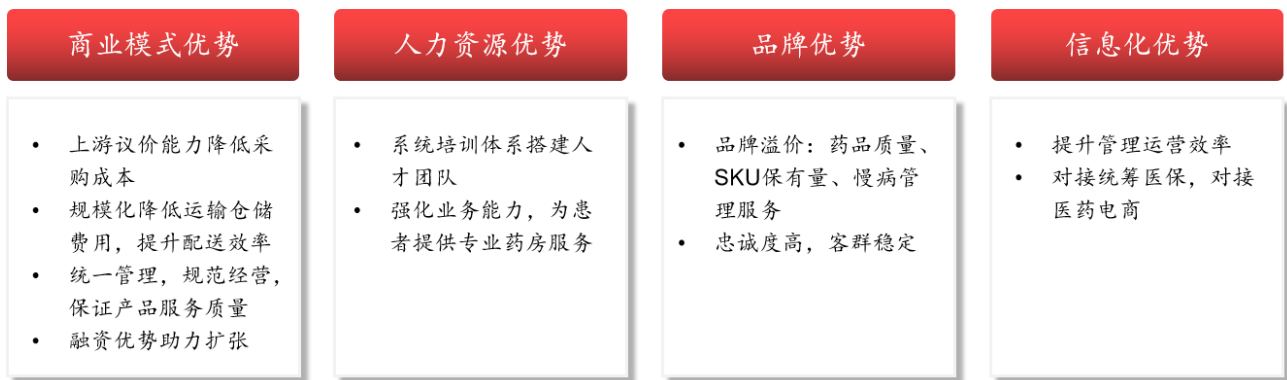 商业模式优势
• 上游议价能力降低采
购成本
• 规模化降低运输仓储
费用，提升配送效率
• 统一管理，规范经营，
保证产品服务质量
• 融资优势助力扩张
人力资源优势
• 系统培训体系搭建人
才团队
• 强化业务能力，为患
者提供专业药房服务
品牌优势
• 品牌溢价：药品质量、
SKU保有量、慢病管
理服务
• 忠诚度高，客群稳定
信息化优势
• 提升管理运营效率
• 对接统筹医保，对接
医药电商